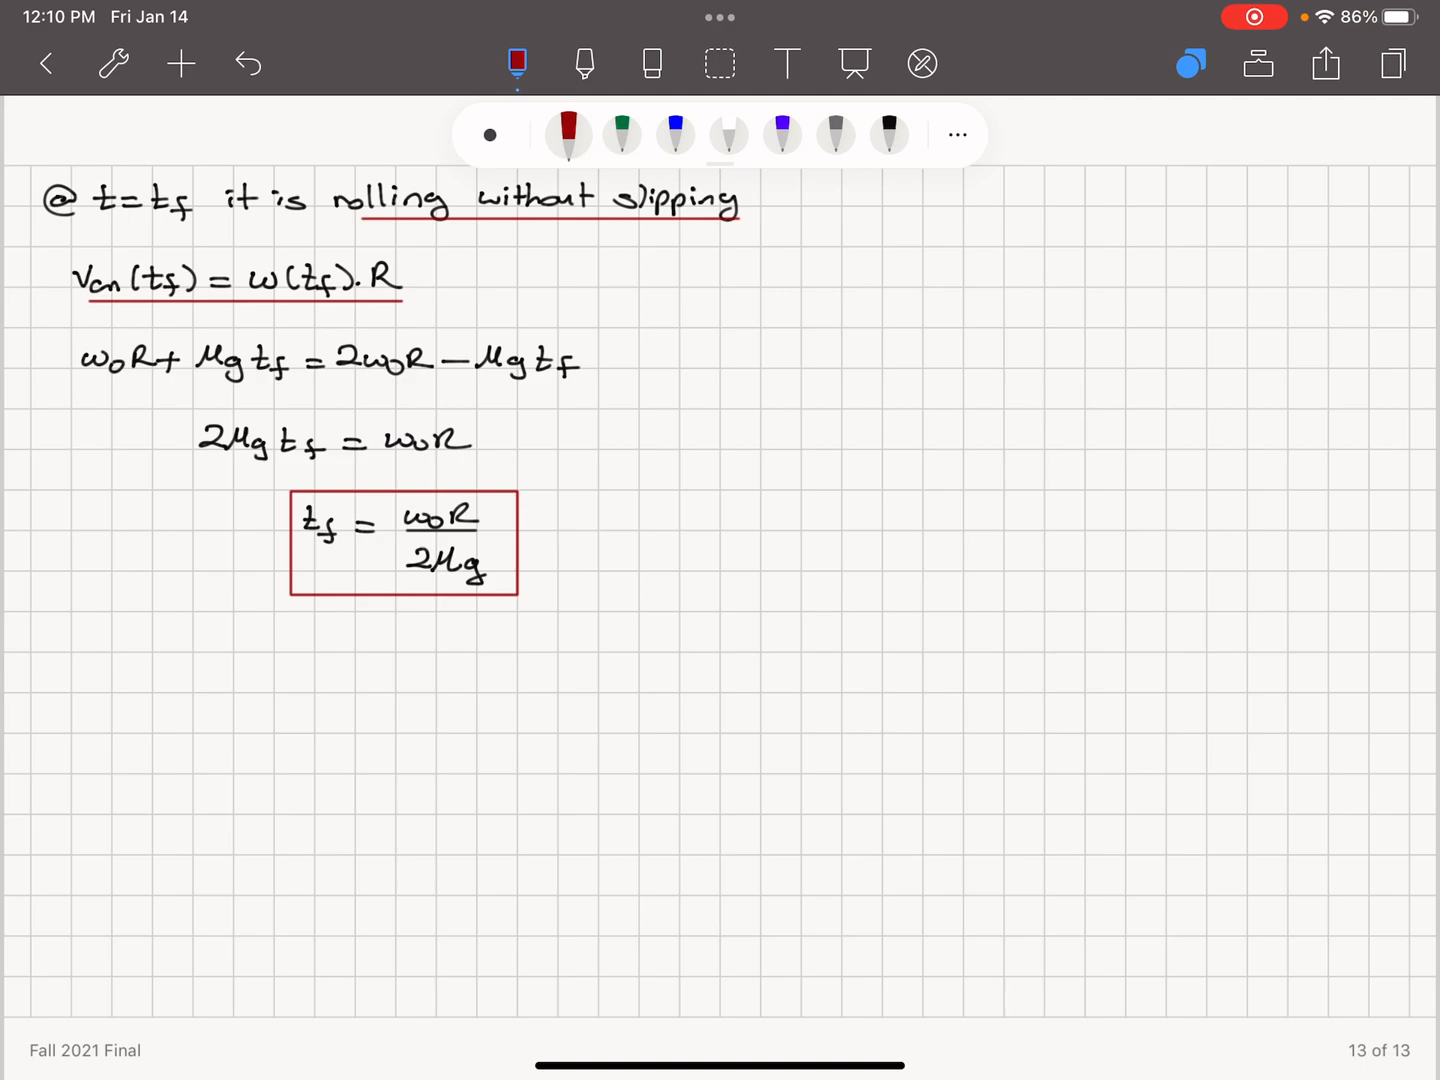 12:10 PM Fri Jan 14
86%
@ t = tf it is rolling without slipping
Vcm(tf) = ω(tf).R
ω0R + μg tf = 2ω0R − μg tf
2μg tf = ω0R
tf = ω0R / 2μg
Fall 2021 Final
13 of 13